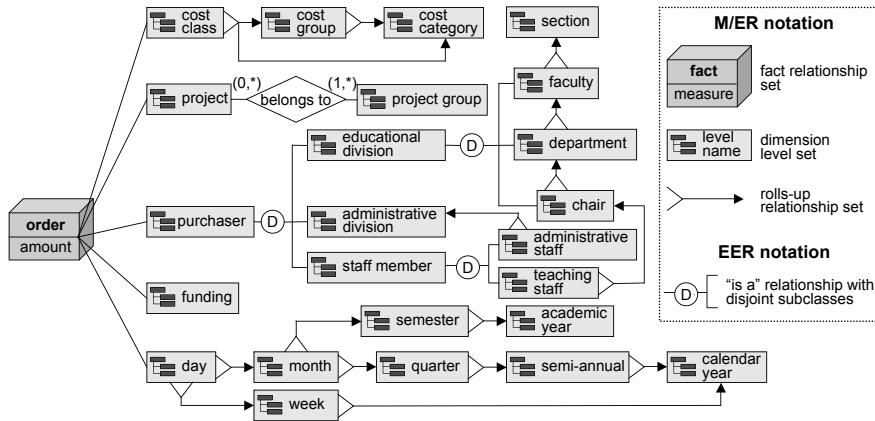 cost
class
cost
group
cost
category
section
M/ER notation
fact
measure
fact relationship
set
project
(0,*)
belongs to
(1,*)
project group
faculty
educational
division
D
department
level
name
dimension
level set
order
amount
purchaser
D
administrative
division
chair
rolls-up
relationship set
staff member
D
administrative
staff
teaching
staff
EER notation
D
"is a" relationship with
disjoint subclasses
funding
semester
academic
year
day
month
quarter
semi-annual
calendar
year
week